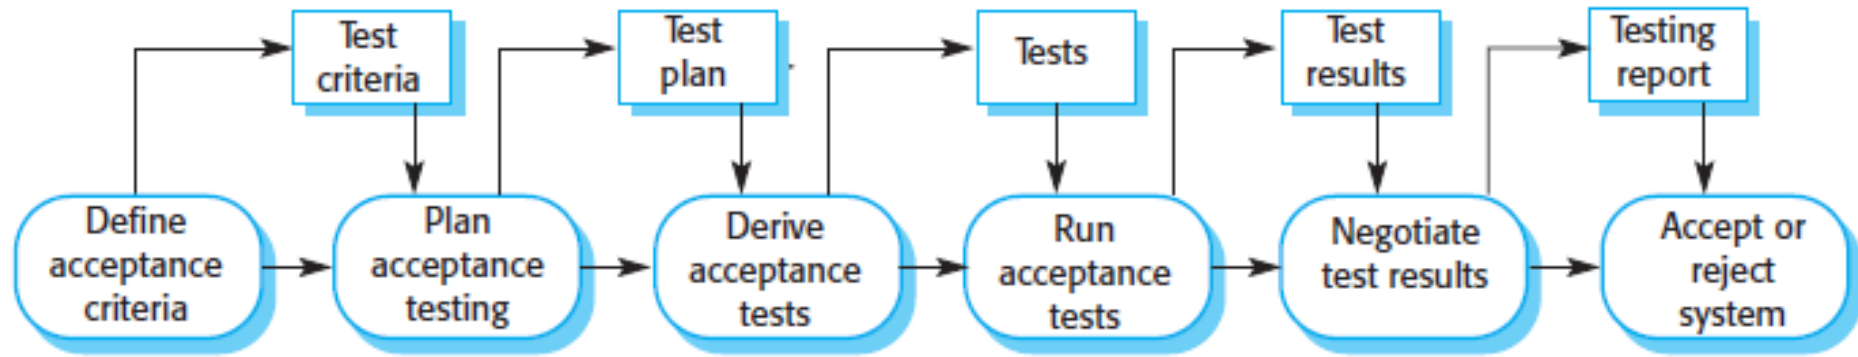 Test
criteria
Test
plan
Tests
Test
results
Testing
report
Define
acceptance
criteria
Plan
acceptance
testing
Derive
acceptance
tests
Run
acceptance
tests
Negotiate
test results
Accept or
reject
system